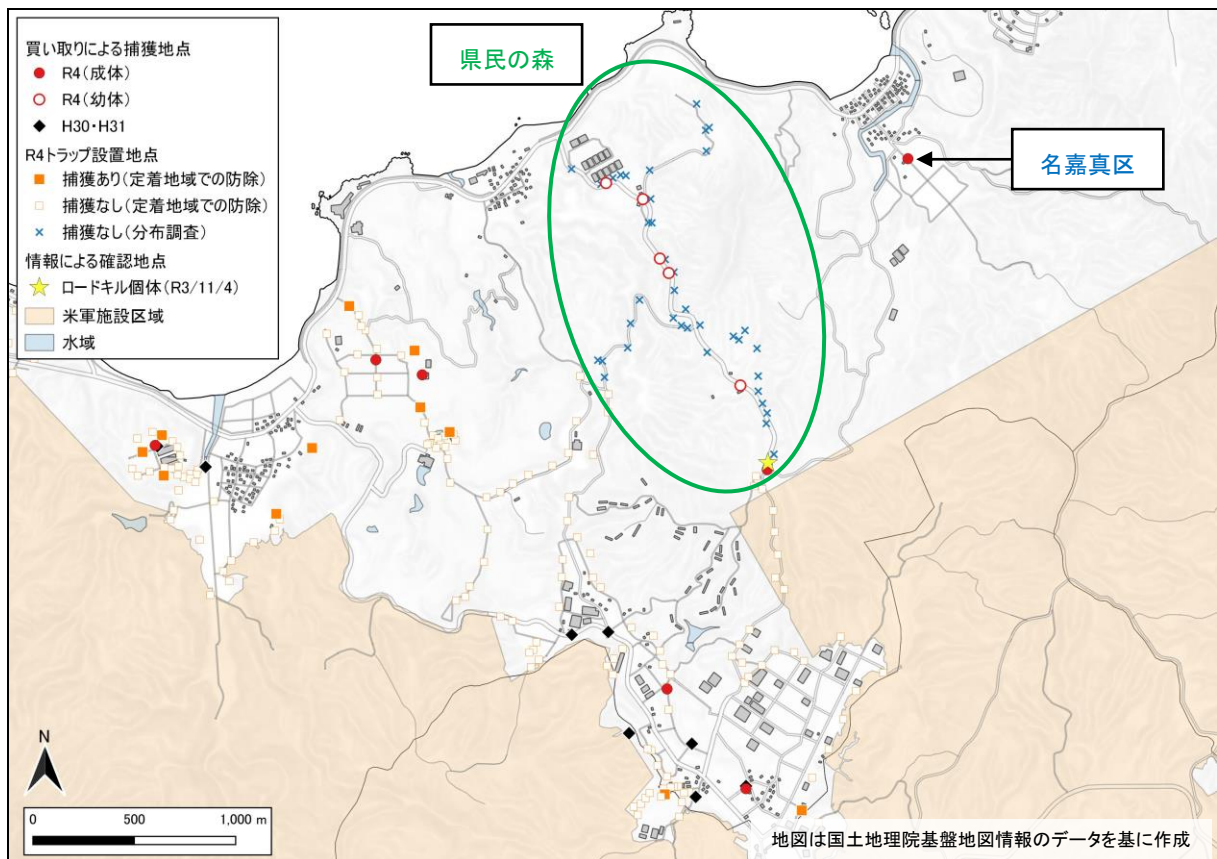 買い取りによる捕獲地点
R4(成体)
R4(幼体)
H30・H31
R4トラップ設置地点
捕獲あり(定着地域での防除)
捕獲なし(定着地域での防除)
捕獲なし(分布調査)
情報による確認地点
ロードキル個体(R3/11/4)
米軍施設区域
水域
県民の森
名嘉真区
N
0 500 1,000 m
地図は国土地理院基盤地図情報のデータを基に作成